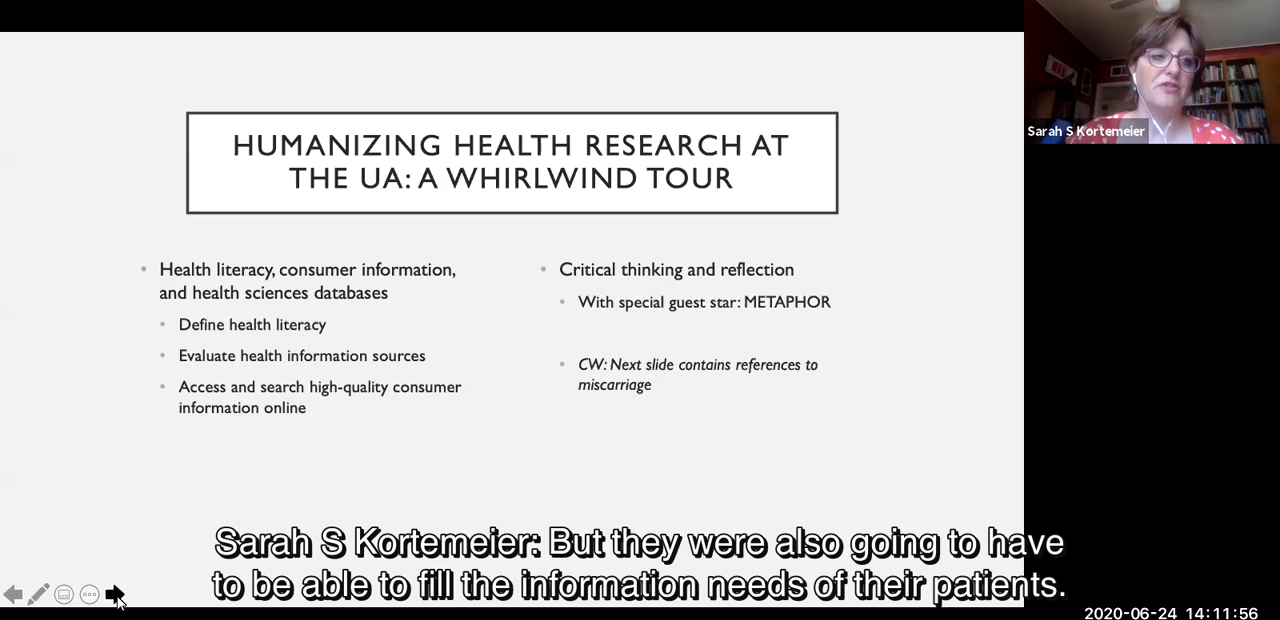 HUMANIZING HEALTH RESEARCH AT
THE UA: A WHIRLWIND TOUR
Health literacy, consumer information,
and health sciences databases
Define health literacy
Evaluate health information sources
Access and search high-quality consumer
information online
Critical thinking and reflection
With special guest star: METAPHOR
CW: Next slide contains references to
miscarriage
Sarah S Kortemeier
Sarah S Kortemeier: But they were also going to have
to be able to fill the information needs of their patients.
2020-06-24 14:11:56